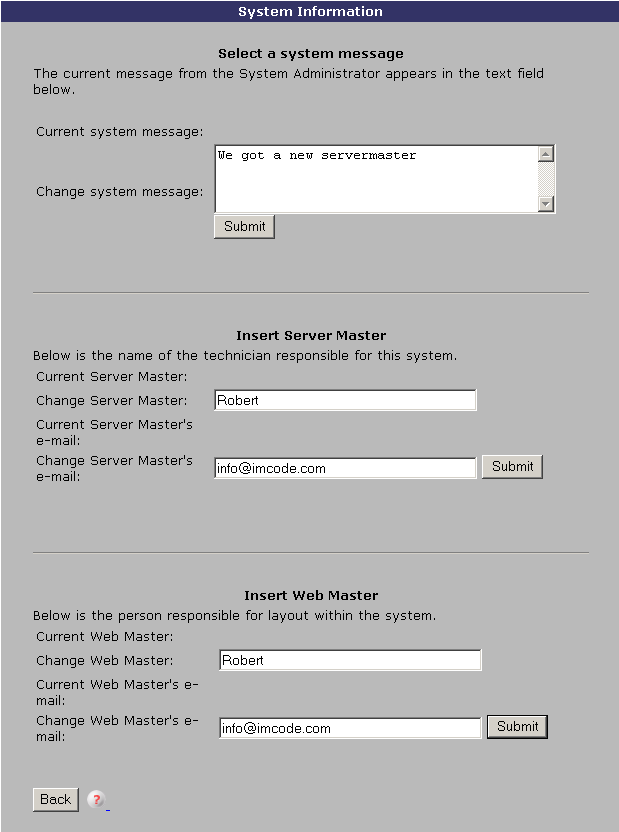 System Information
Select a system message
The current message from the System Administrator appears in the text field
below.
Current system message:
We got a new servermaster
Change system message:
Submit
Insert Server Master
Below is the name of the technician responsible for this system.
Current Server Master:
Change Server Master: Robert
Current Server Master's
e-mail:
Change Server Master's
e-mail: info@imcode.com Submit
Insert Web Master
Below is the person responsible for layout within the system.
Current Web Master:
Change Web Master: Robert
Current Web Master's e-
mail:
Change Web Master's e-
mail: info@imcode.com Submit
Back ?